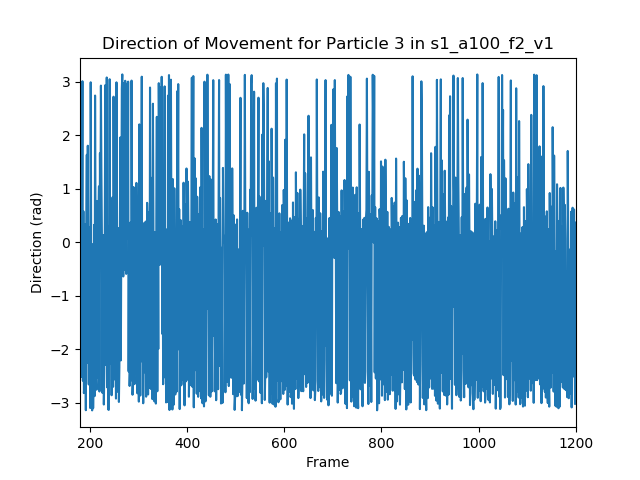 Direction of Movement for Particle 3 in s1_a100_f2_v1
3
2
1
0
−1
−2
−3
Direction (rad)
200 400 600 800 1000 1200
Frame